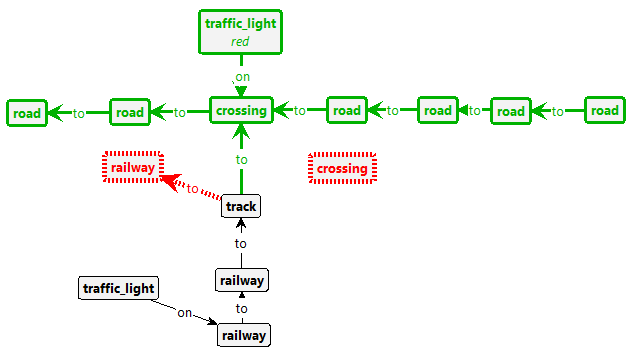 traffic_light
red
on
road
to
road
to
crossing
to
road
to
road
to
road
to
road
to
railway
to
crossing
track
to
railway
traffic_light
on
to
railway